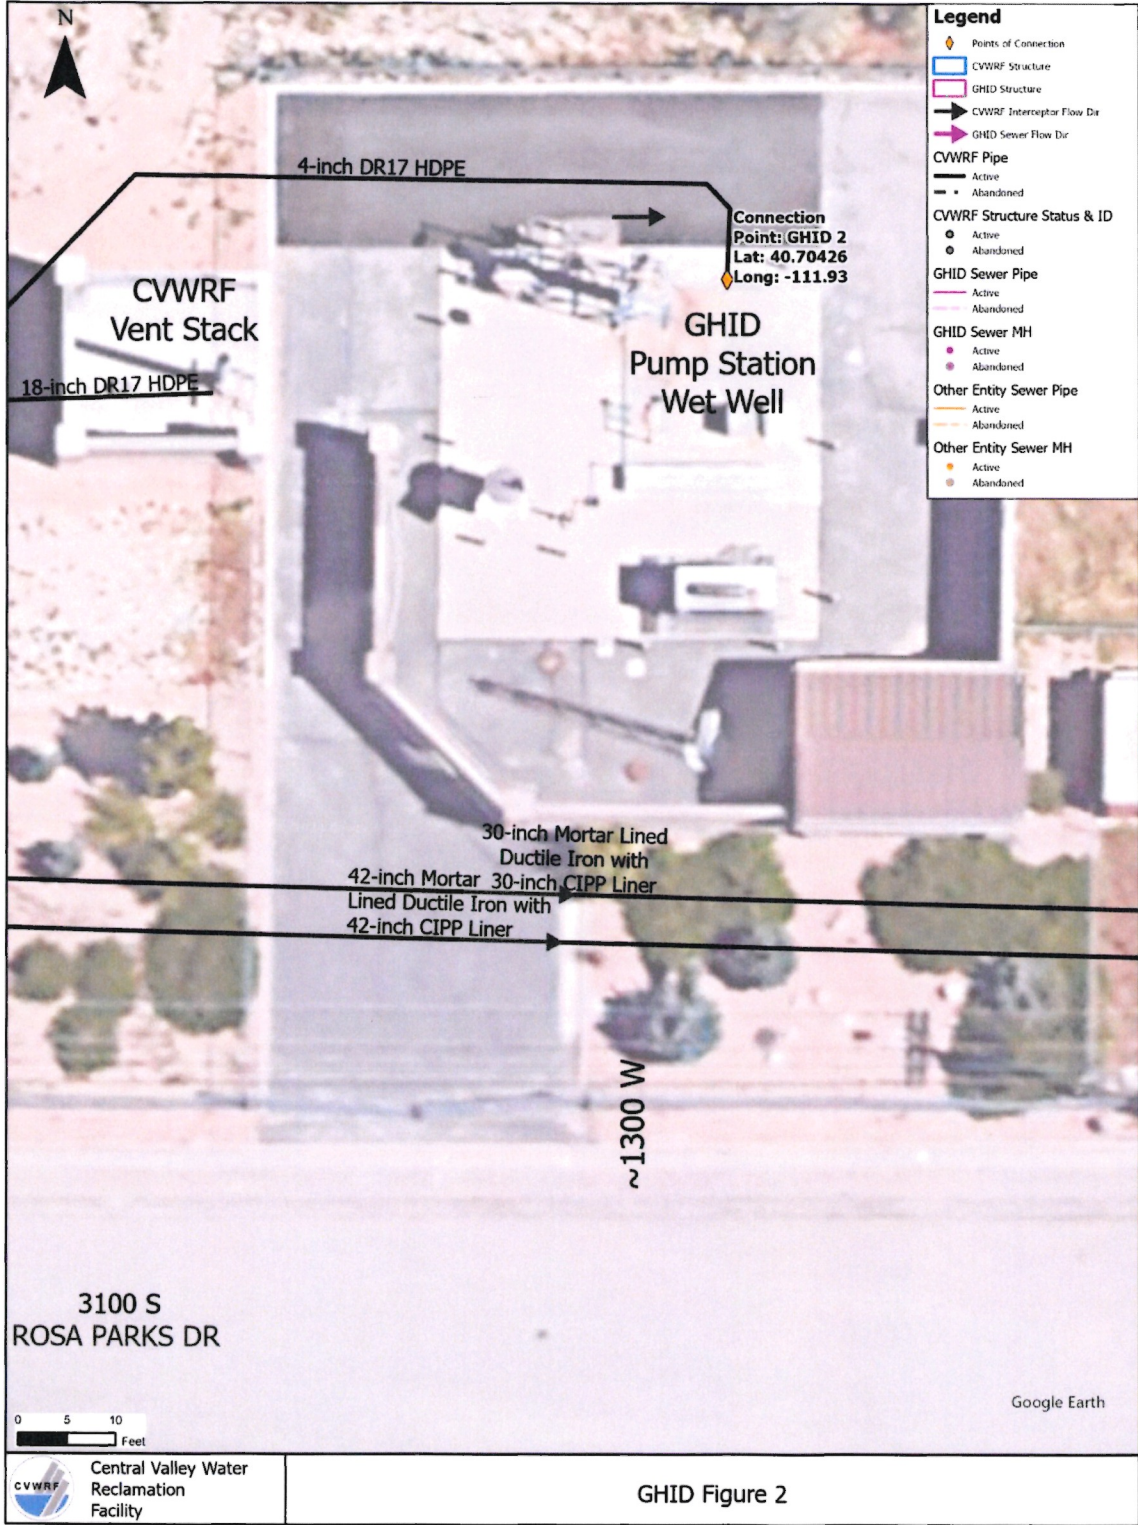 N
Legend
Points of Connection
CVWRF Structure
GHID Structure
CVWRF Interceptor Flow Dir
GHID Sewer Flow Dir
CVWRF Pipe
Active
Abandoned
CVWRF Structure Status & ID
Active
Abandoned
GHID Sewer Pipe
Active
Abandoned
GHID Sewer MH
Active
Abandoned
Other Entity Sewer Pipe
Active
Abandoned
Other Entity Sewer MH
Active
Abandoned
4-inch DR17 HDPE
Connection
Point: GHID 2
Lat: 40.70426
Long: -111.93
CVWRF
Vent Stack
18-inch DR17 HDPE
GHID
Pump Station
Wet Well
30-inch Mortar Lined
Ductile Iron with
30-inch CIPP Liner
42-inch Mortar
Lined Ductile Iron with
42-inch CIPP Liner
~1300 W
3100 S
ROSA PARKS DR
Google Earth
0 5 10
Feet
CVWRF
Central Valley Water
Reclamation
Facility
GHID Figure 2